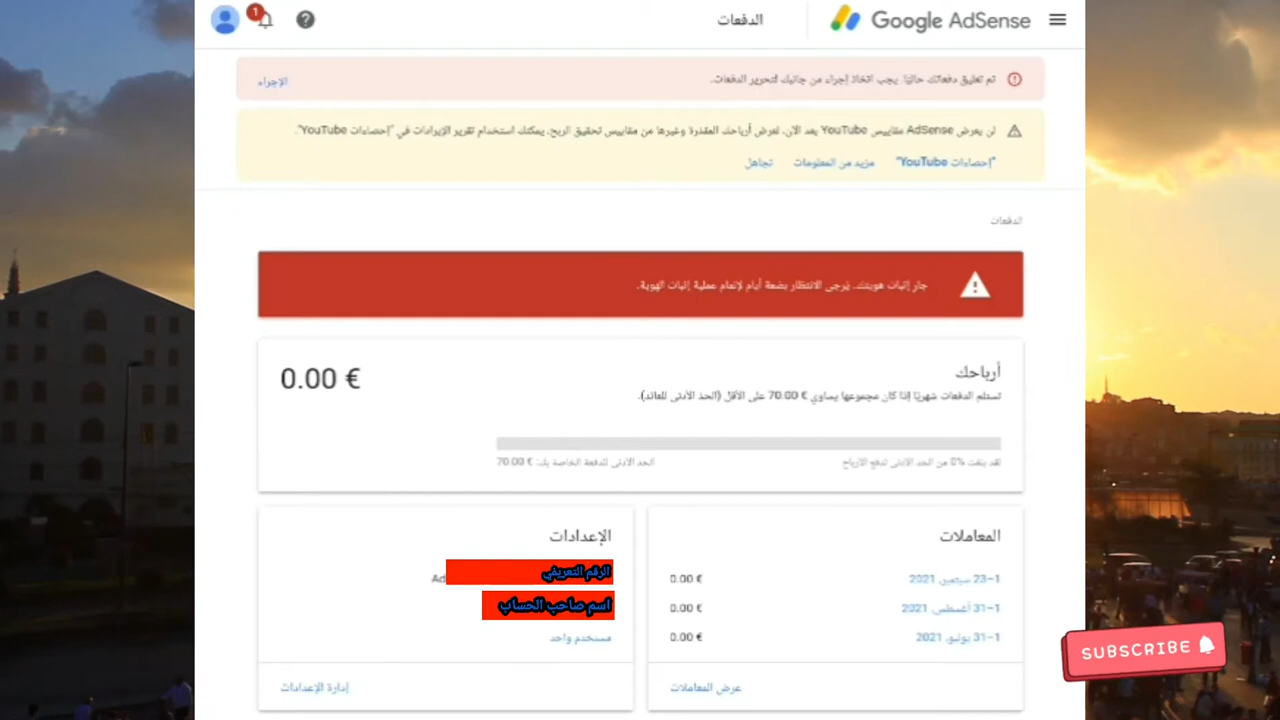 Google AdSense
الدفعات
1
تم تعليق دفعاتك حاليًا. يجب اتخاذ إجراء من جانبك لتحرير الدفعات.
الإجراء
لن يعرض AdSense مقاييس YouTube بعد الآن. لعرض أرباحك المقدرة وغيرها من مقاييس تحقيق الربح، يمكنك استخدام تقرير الإيرادات في "إحصاءات YouTube".
"إحصاءات YouTube" مزيد من المعلومات تجاهل
الدفعات
جارٍ إثبات هويتك. يُرجى الانتظار بضعة أيام لإتمام عملية إثبات الهوية.
أرباحك
0.00 €
تستلم الدفعات شهريًا إذا كان مجموعها يساوي € 70.00 على الأقل (الحد الأدنى للعائد).
لقد بلغت %0 من الحد الأدنى لدفع الأرباح
الحد الأدنى للدفعة الخاصة بك: € 70.00
المعاملات
1–23 سبتمبر، 2021 0.00 €
1–31 أغسطس، 2021 0.00 €
1–31 يوليو، 2021 0.00 €
عرض المعاملات
الإعدادات
الرقم التعريفي Ad
اسم صاحب الحساب
مستخدم واحد
إدارة الإعدادات
SUBSCRIBE